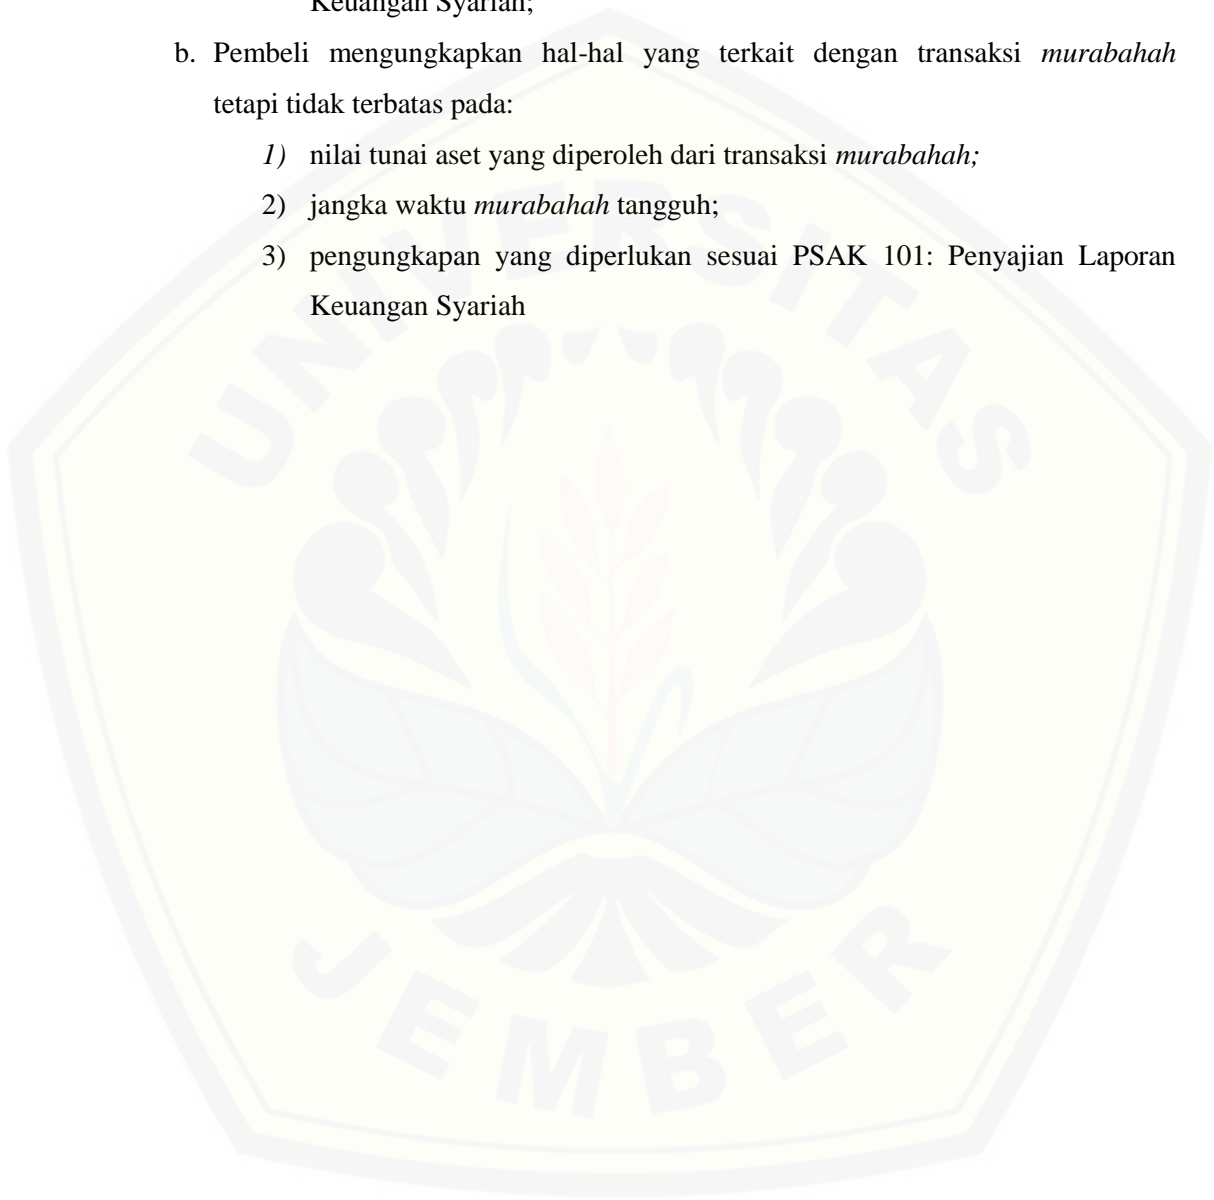 Keuangan Syariah;
b. Pembeli mengungkapkan hal-hal yang terkait dengan transaksi murabahah
tetapi tidak terbatas pada:
1) nilai tunai aset yang diperoleh dari transaksi murabahah;
2) jangka waktu murabahah tangguh;
3) pengungkapan yang diperlukan sesuai PSAK 101: Penyajian Laporan
Keuangan Syariah
UNIVERSITAS
JEMBER